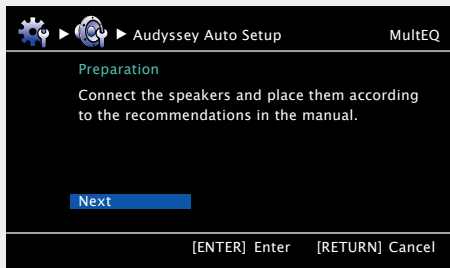 Audyssey Auto Setup MultEQ
Preparation
Connect the speakers and place them according
to the recommendations in the manual.
Next
[ENTER] Enter [RETURN] Cancel